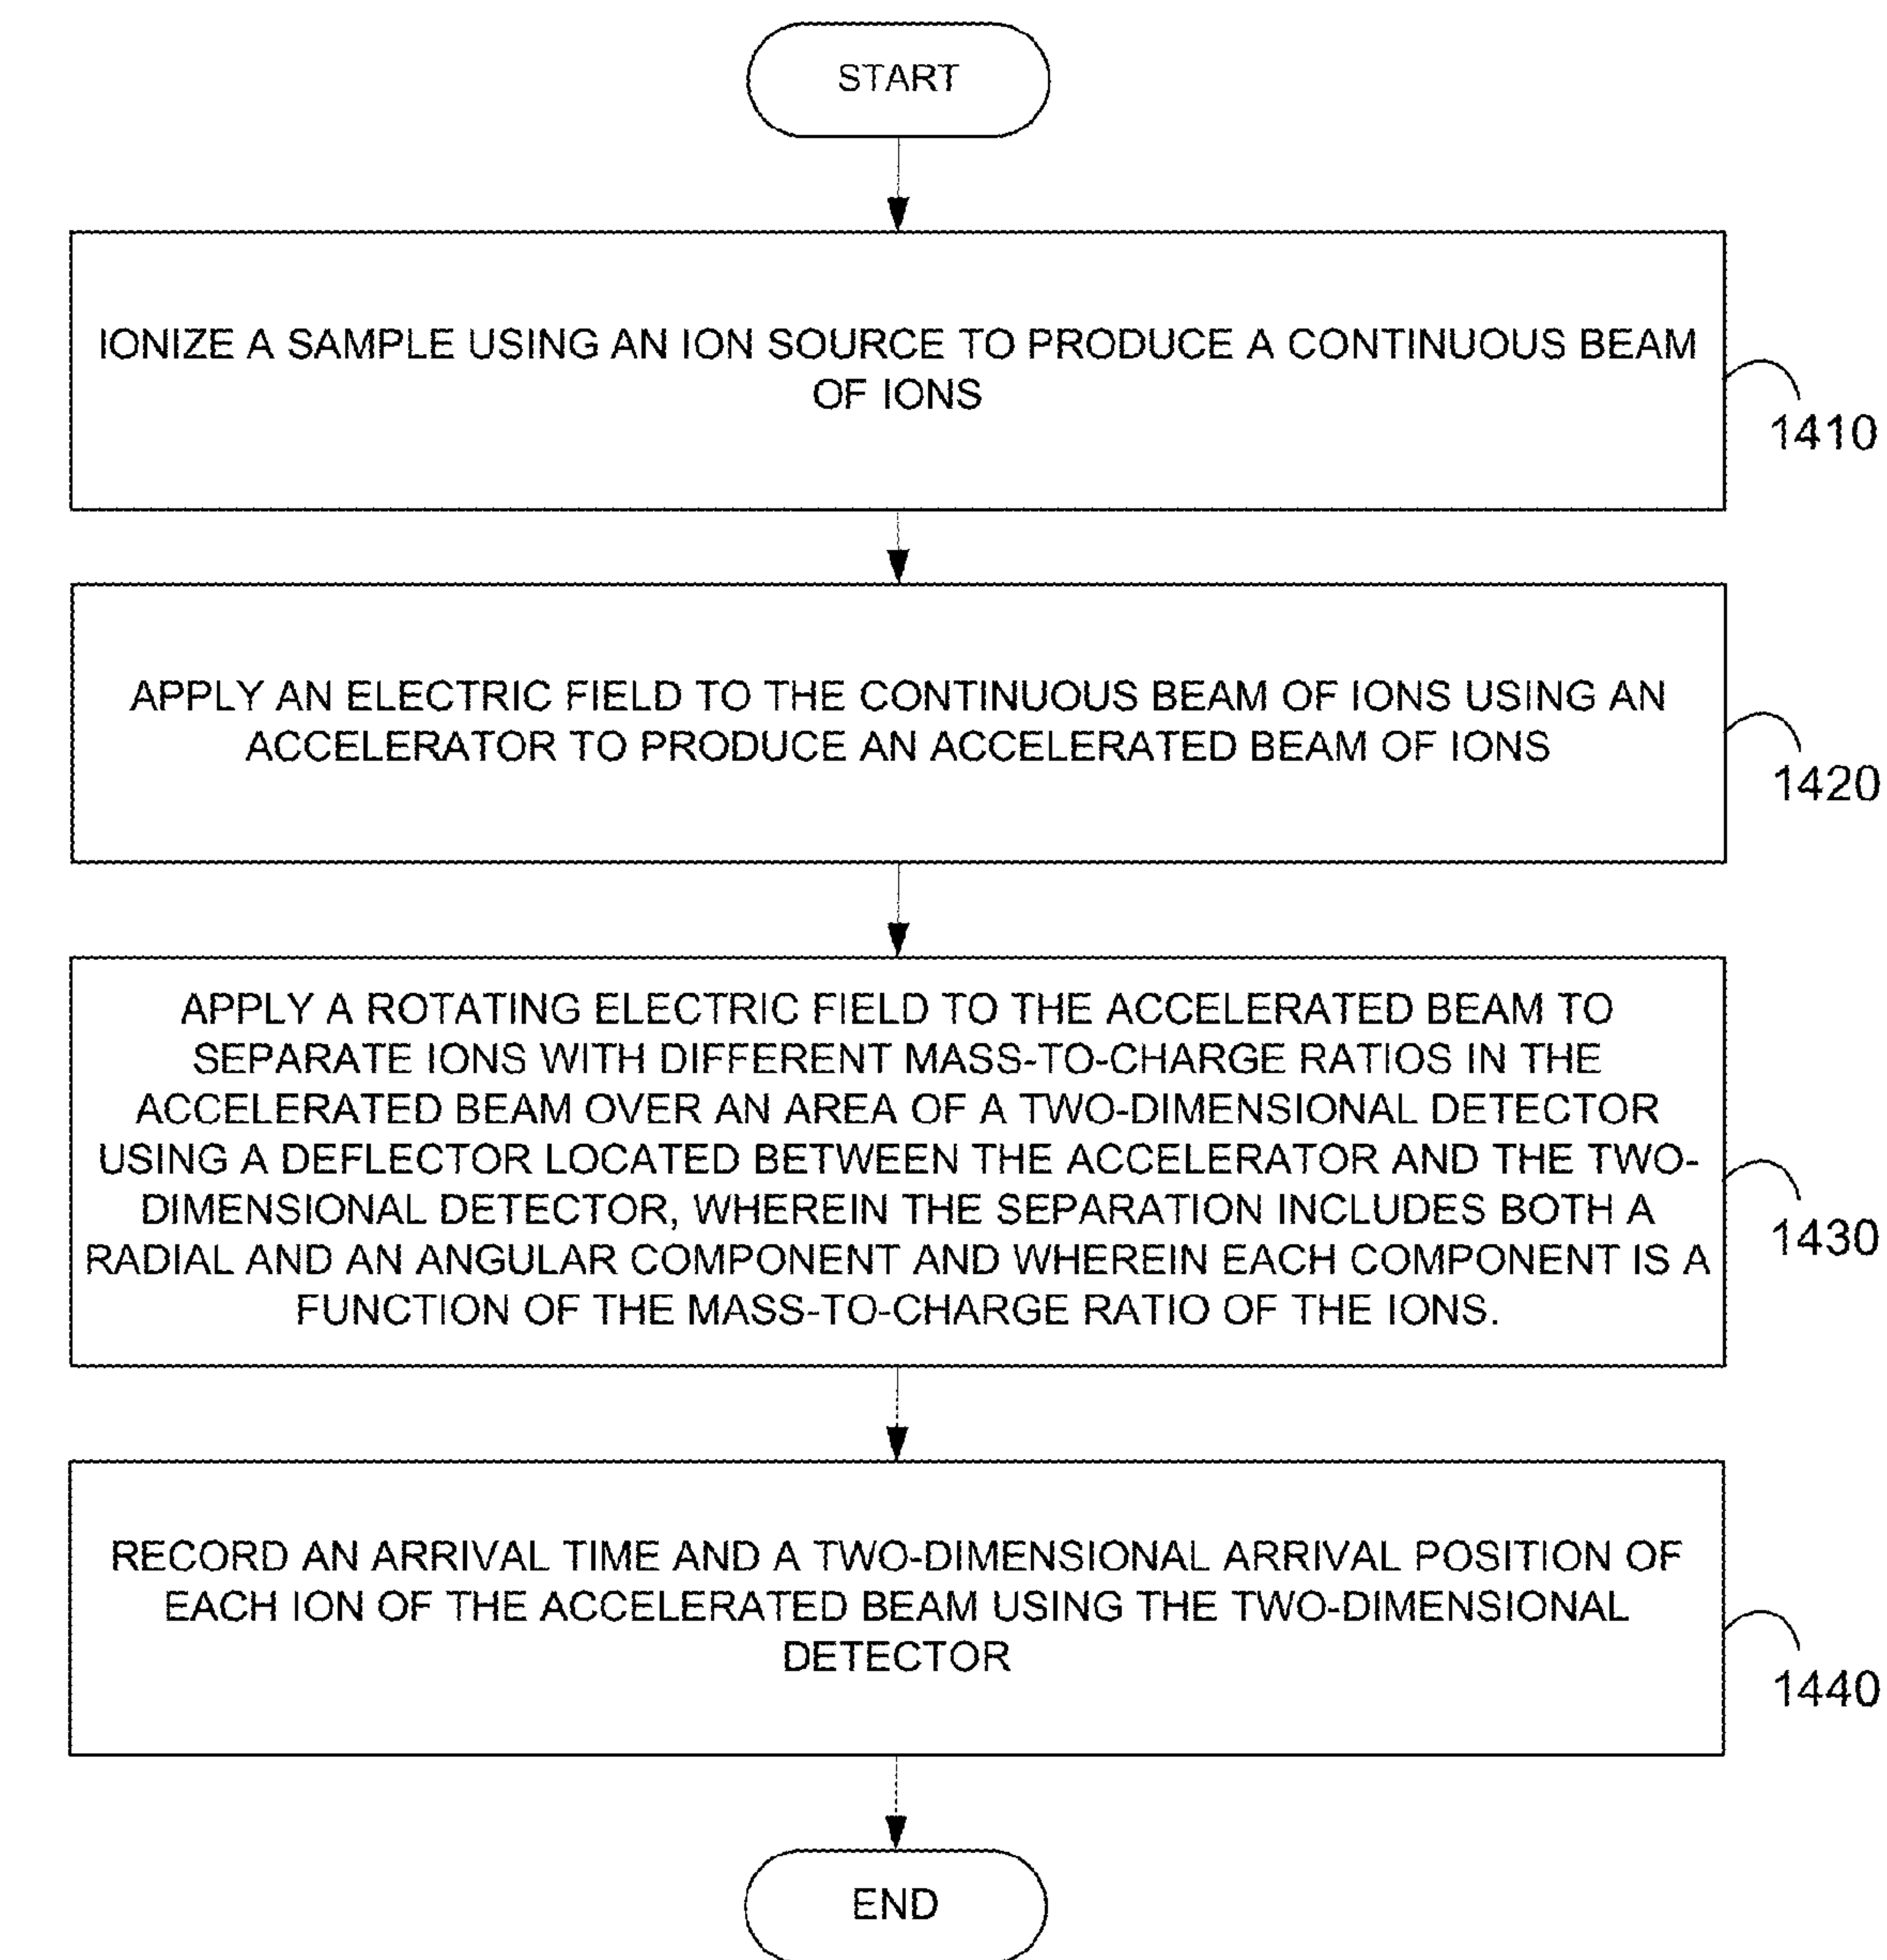 START
IONIZE A SAMPLE USING AN ION SOURCE TO PRODUCE A CONTINUOUS BEAM
OF IONS
1410
APPLY AN ELECTRIC FIELD TO THE CONTINUOUS BEAM OF IONS USING AN
ACCELERATOR TO PRODUCE AN ACCELERATED BEAM OF IONS
1420
APPLY A ROTATING ELECTRIC FIELD TO THE ACCELERATED BEAM TO
SEPARATE IONS WITH DIFFERENT MASS-TO-CHARGE RATIOS IN THE
ACCELERATED BEAM OVER AN AREA OF A TWO-DIMENSIONAL DETECTOR
USING A DEFLECTOR LOCATED BETWEEN THE ACCELERATOR AND THE TWO-
DIMENSIONAL DETECTOR, WHEREIN THE SEPARATION INCLUDES BOTH A
RADIAL AND AN ANGULAR COMPONENT AND WHEREIN EACH COMPONENT IS A
FUNCTION OF THE MASS-TO-CHARGE RATIO OF THE IONS.
1430
RECORD AN ARRIVAL TIME AND A TWO-DIMENSIONAL ARRIVAL POSITION OF
EACH ION OF THE ACCELERATED BEAM USING THE TWO-DIMENSIONAL
DETECTOR
1440
END